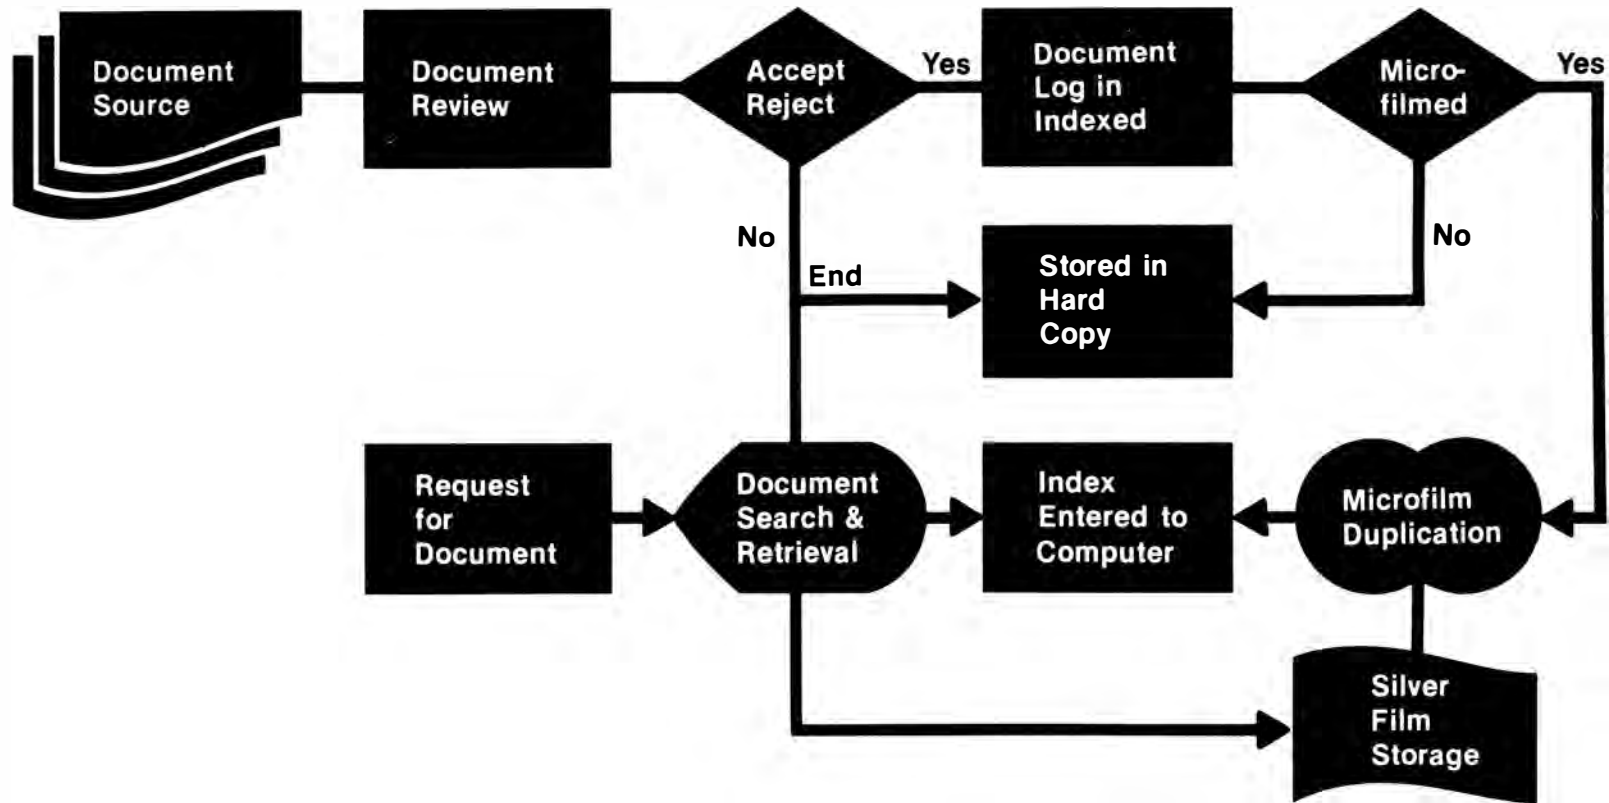 Document
Source
Document
Review
Accept
Reject
Yes
Document
Log in
Indexed
Micro-
filmed
Yes
No
End
Stored in
Hard
Copy
No
Request
for
Document
Document
Search &
Retrieval
Index
Entered to
Computer
Microfilm
Duplication
Silver
Film
Storage